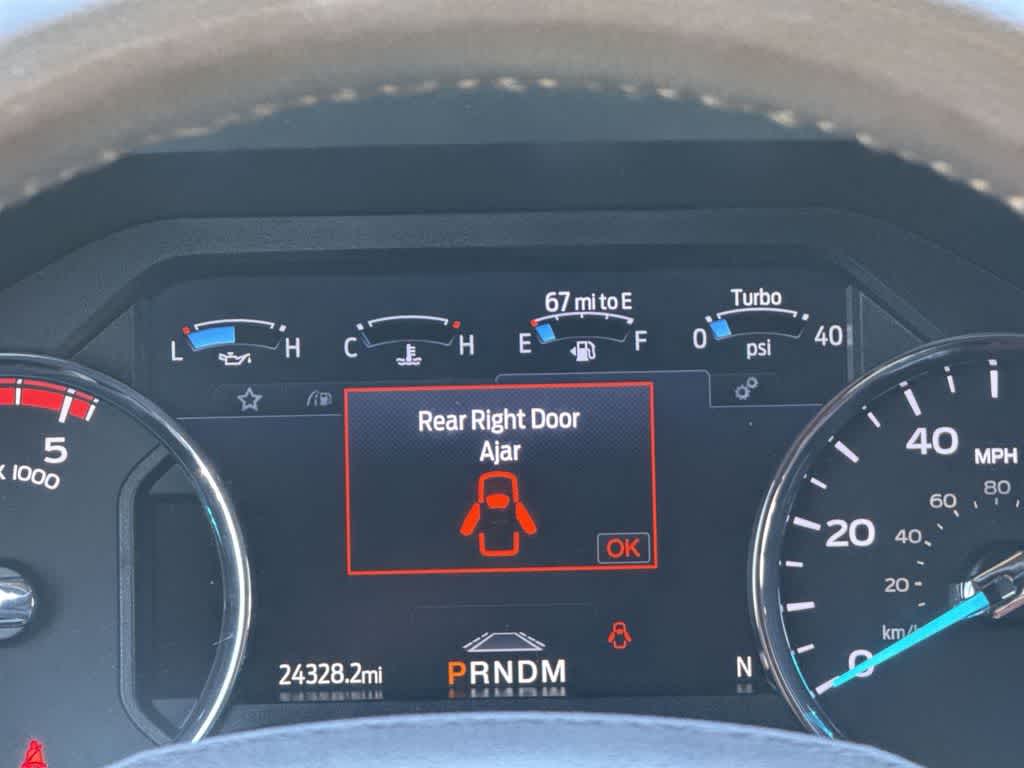 67 mi to E
Turbo
L H
C H
E F
0 40
psi
Rear Right Door
Ajar
OK
5
X 1000
40
MPH
80
60
20
40
20
km/
0
24328.2mi
PRNDM
N